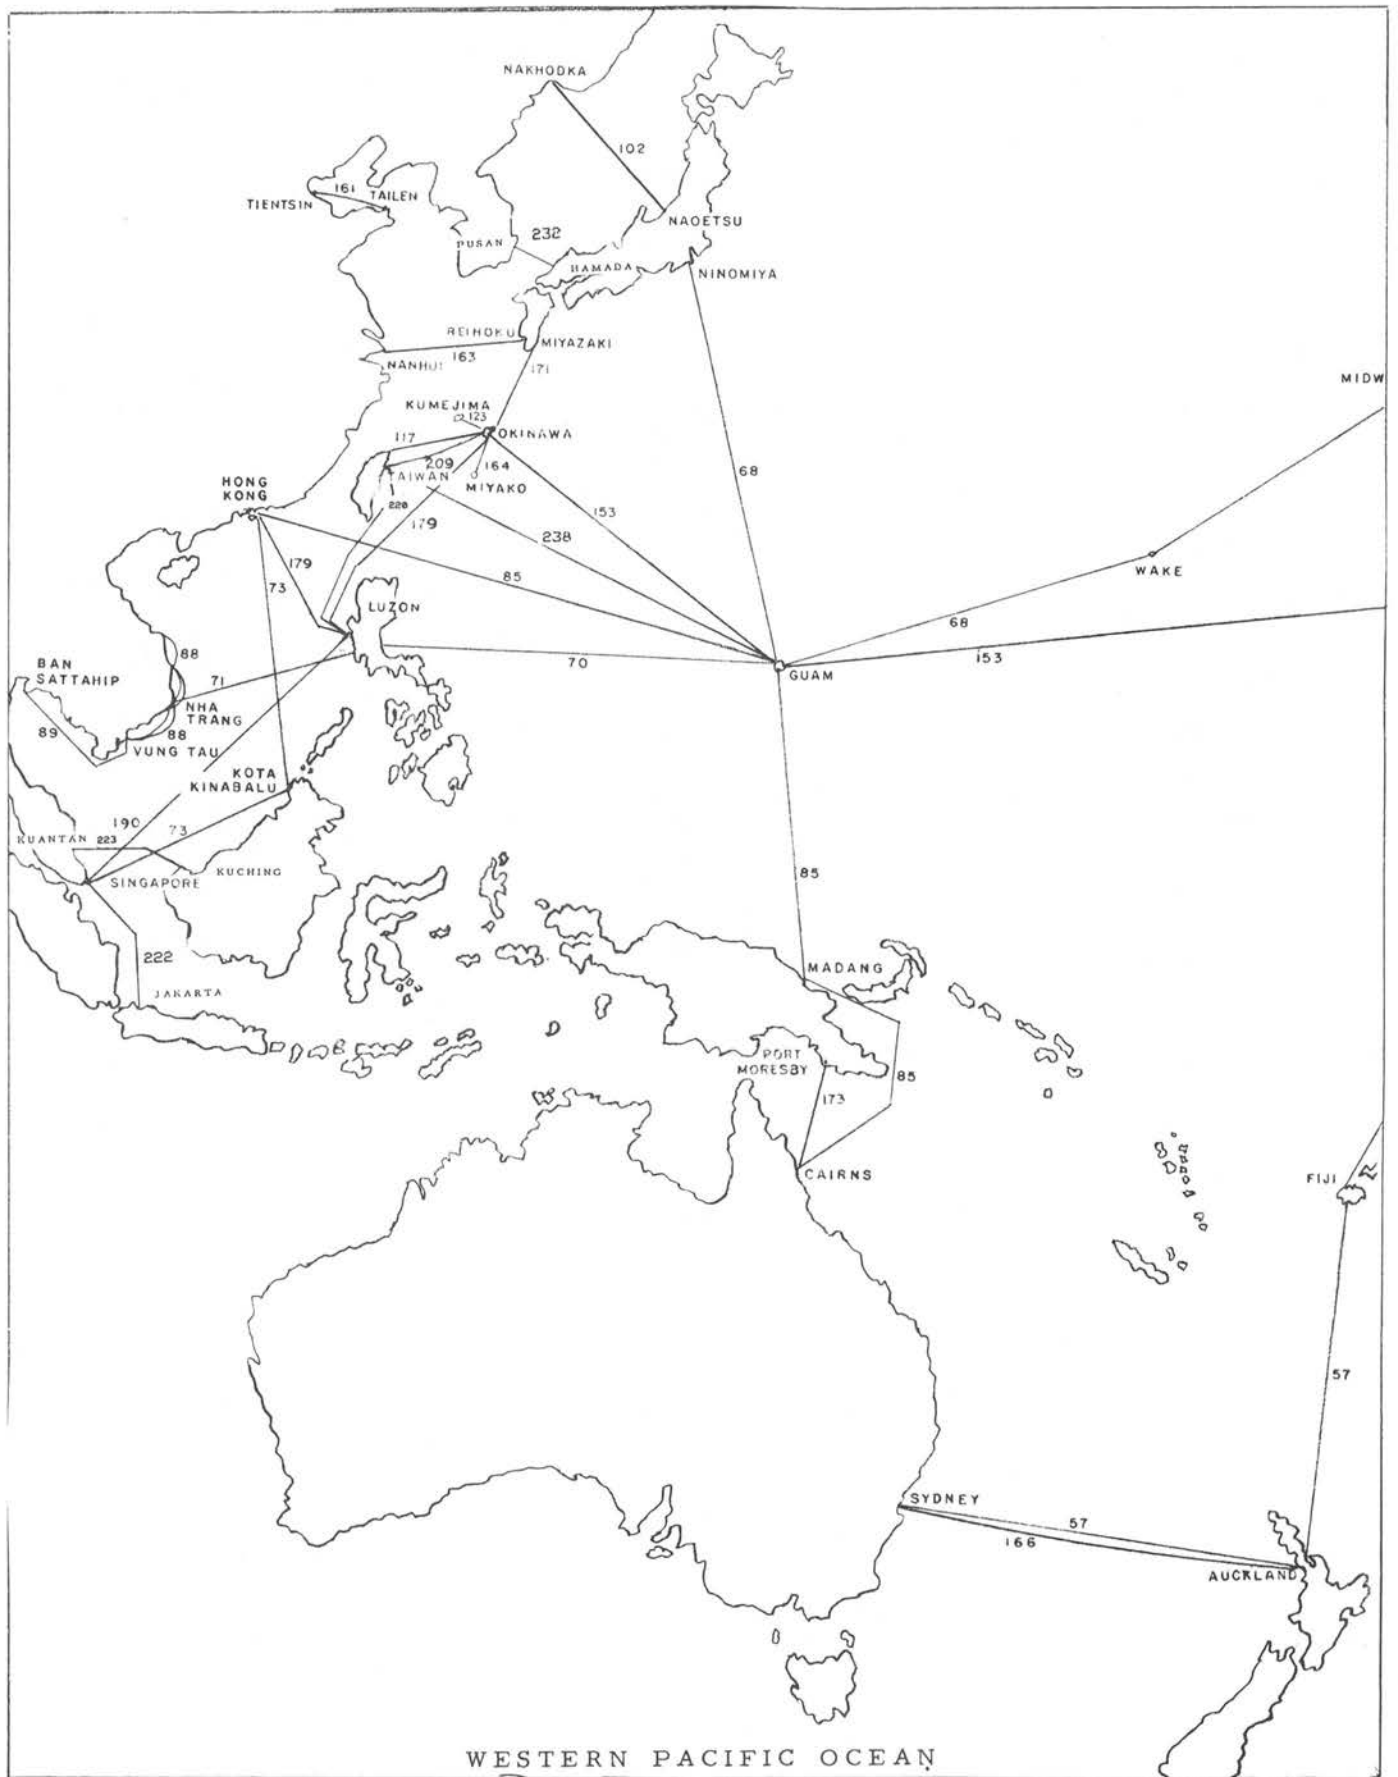 NAKHODKA
102
161
TAILEN
TIENTSIN
NAOETSU
232
PUSAN
HAMADA
NINOMIYA
REIHOKU
MIYAZAKI
163
NANHUI
171
MIDW
KUMEJIMA
123
117
OKINAWA
209
164
TAIWAN
68
HONG
KONG
MIYAKO
220
179
153
238
179
85
WAKE
73
LUZON
68
88
153
BAN
SATTAHIP
70
71
GUAM
NHA
TRANG
89
88
VUNG TAU
KOTA
KINABALU
190
73
KUANTAN
223
85
SINGAPORE
KUCHING
222
MADANG
JAKARTA
PORT
MORESBY
85
173
CAIRNS
FIJI
57
SYDNEY
57
166
AUCKLAND
WESTERN PACIFIC OCEAN